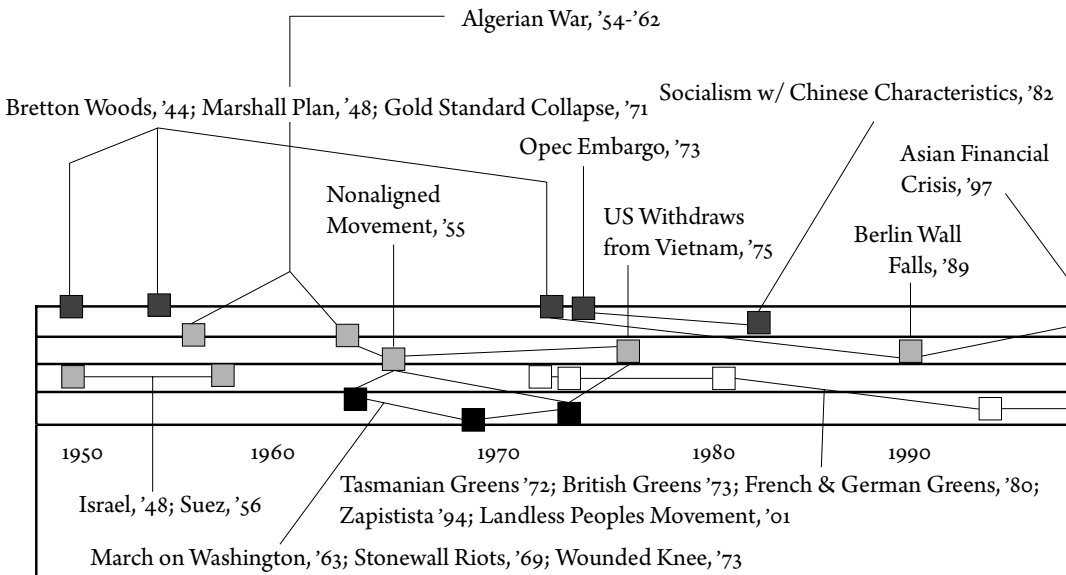 Algerian War, ’54-’62
Bretton Woods, ’44; Marshall Plan, ’48; Gold Standard Collapse, ’71
Socialism w/ Chinese Characteristics, ’82
Opec Embargo, ’73
Asian Financial
Crisis, ’97
Nonaligned
Movement, ’55
US Withdraws
from Vietnam, ’75
Berlin Wall
Falls, ’89
1950 1960 1970 1980 1990
Israel, ’48; Suez, ’56
Tasmanian Greens ’72; British Greens ’73; French & German Greens, ’80;
Zapistista ’94; Landless Peoples Movement, ’01
March on Washington, ’63; Stonewall Riots, ’69; Wounded Knee, ’73